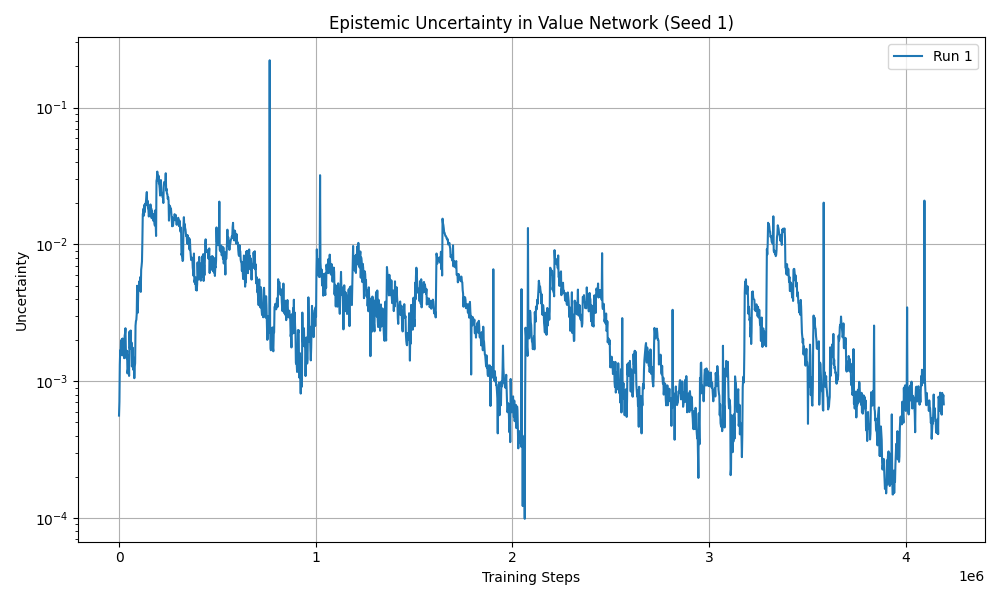 Epistemic Uncertainty in Value Network (Seed 1)
Run 1
Uncertainty
10⁻¹
10⁻²
10⁻³
10⁻⁴
0 1 2 3 4
1e6
Training Steps